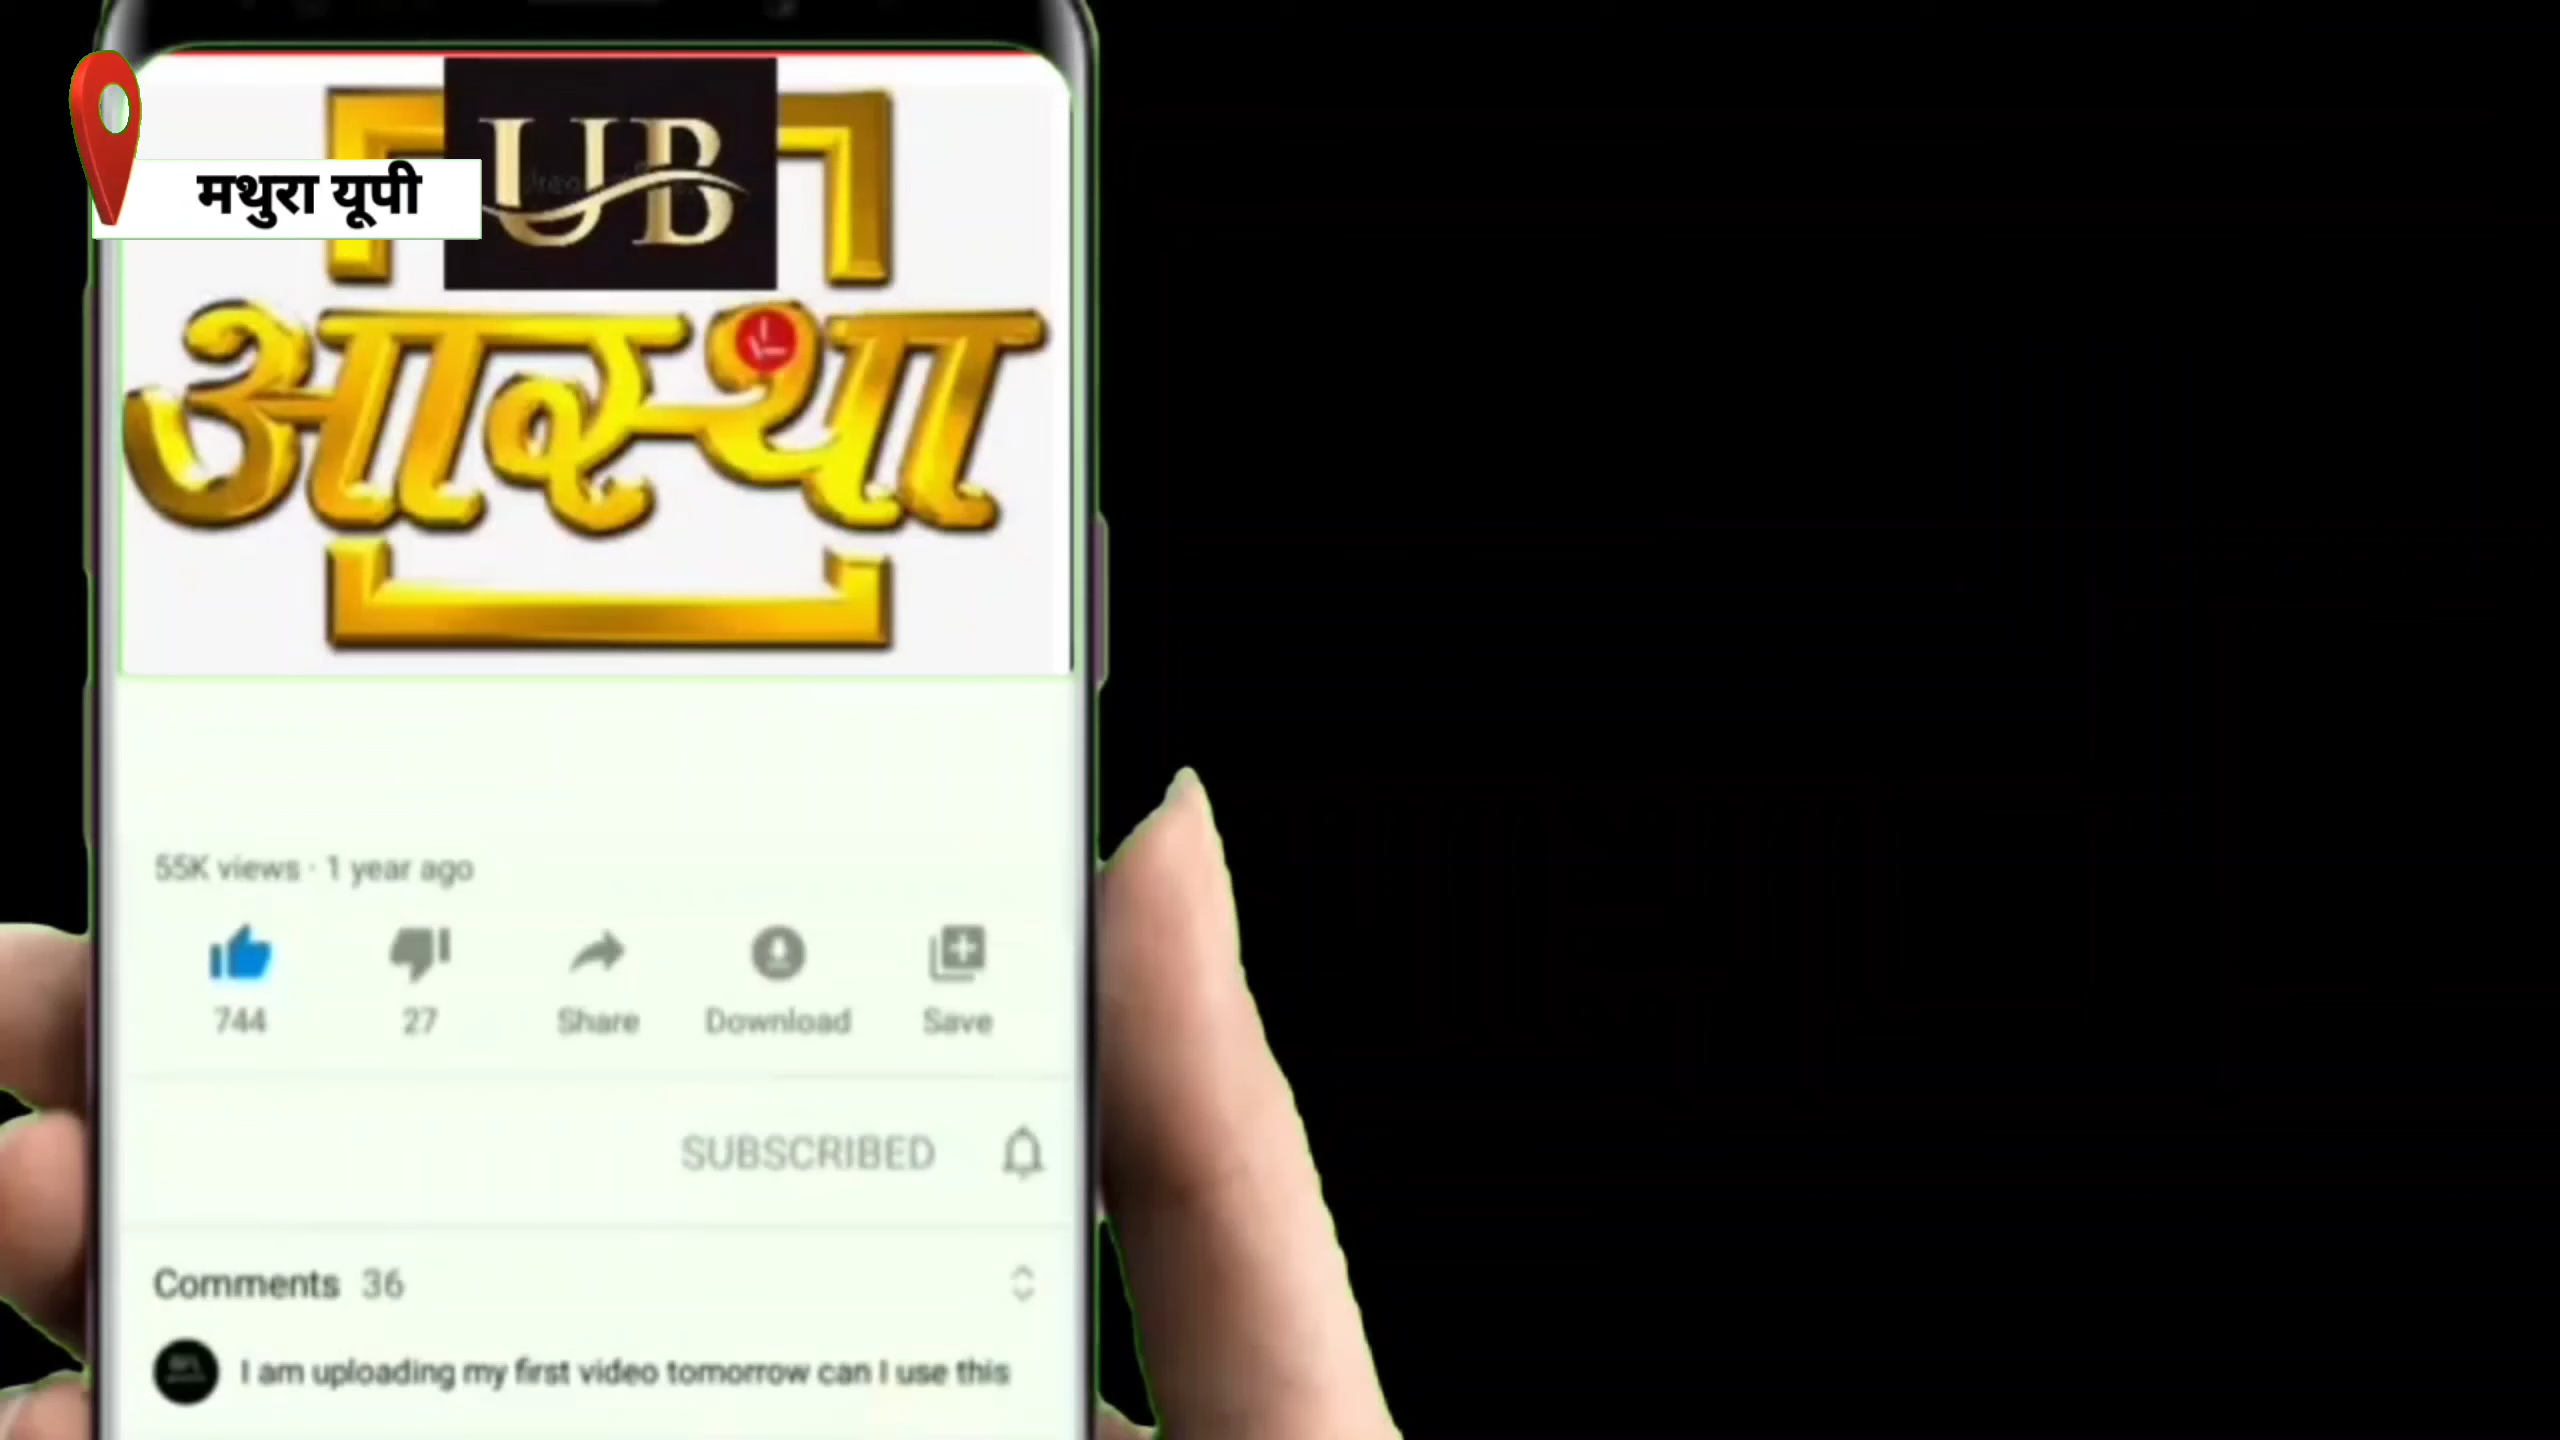 UB
मथुरा यूपी
आस्था
55K views · 1 year ago
744
27
Share
Download
Save
SUBSCRIBED
Comments 36
I am uploading my first video tomorrow can I use this